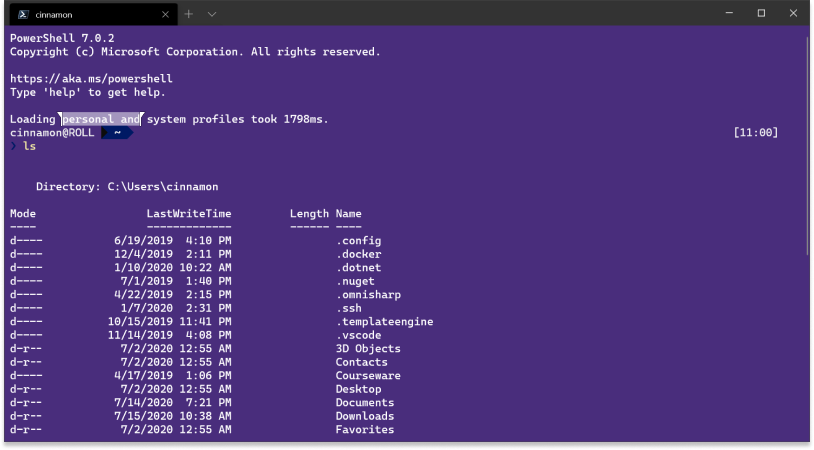 cinnamon
PowerShell 7.0.2
Copyright (c) Microsoft Corporation. All rights reserved.
https://aka.ms/powershell
Type 'help' to get help.
Loading personal and system profiles took 1798ms.
cinnamon@ROLL ~ [11:00]
❯ ls
Directory: C:\Users\cinnamon
Mode LastWriteTime Length Name
---- ------------- ------ ----
d---- 6/19/2019 4:10 PM .config
d---- 12/4/2019 2:11 PM .docker
d---- 1/10/2020 10:22 AM .dotnet
d---- 7/1/2019 1:40 PM .nuget
d---- 4/22/2019 2:15 PM .omnisharp
d---- 1/7/2020 2:31 PM .ssh
d---- 10/15/2019 11:41 PM .templateengine
d---- 11/14/2019 4:08 PM .vscode
d-r-- 7/2/2020 12:55 AM 3D Objects
d-r-- 7/2/2020 12:55 AM Contacts
d---- 4/17/2019 1:06 PM Courseware
d-r-- 7/2/2020 12:55 AM Desktop
d-r-- 7/14/2020 7:21 PM Documents
d-r-- 7/15/2020 10:38 AM Downloads
d-r-- 7/2/2020 12:55 AM Favorites